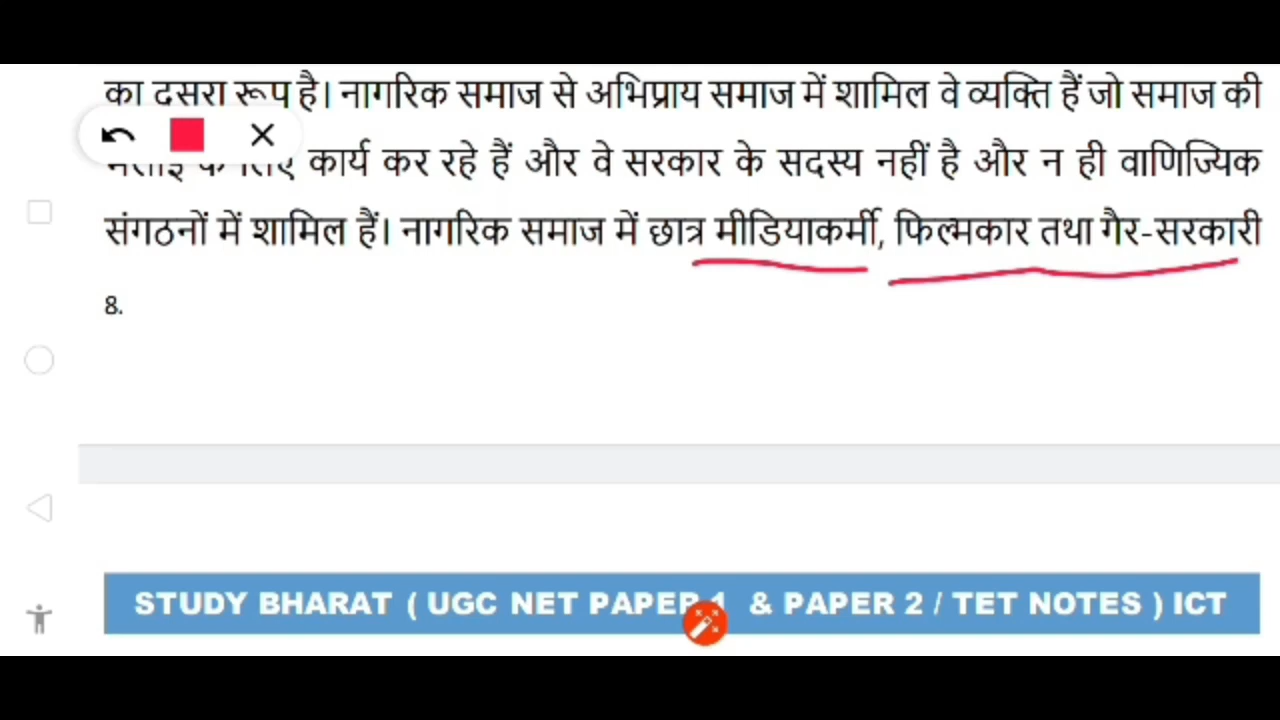 का दूसरा रूप है। नागरिक समाज से अभिप्राय समाज में शामिल वे व्यक्ति हैं जो समाज की
के लिए कार्य कर रहे हैं और वे सरकार के सदस्य नहीं है और न ही वाणिज्यिक
संगठनों में शामिल हैं। नागरिक समाज में छात्र मीडियाकर्मी, फिल्मकार तथा गैर-सरकारी
8.
STUDY BHARAT ( UGC NET PAPER 1 & PAPER 2 / TET NOTES ) ICT